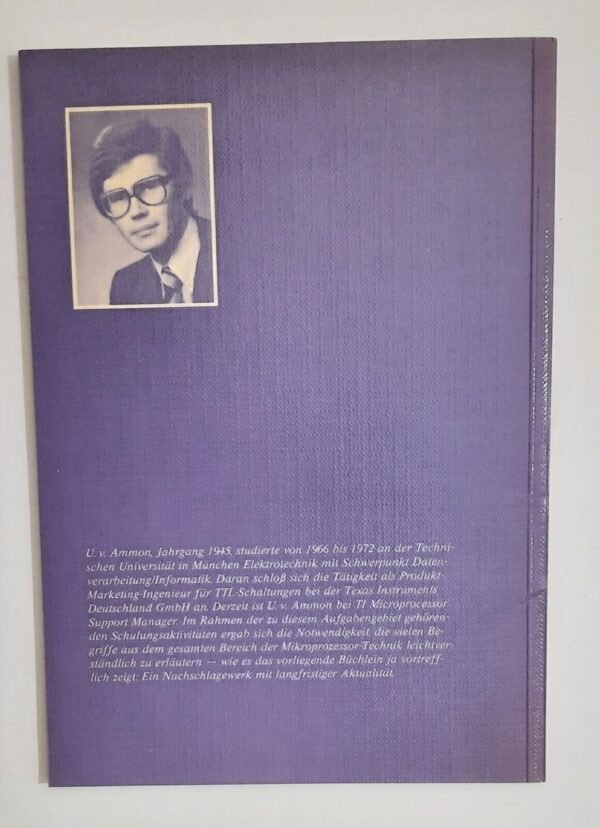 U. v. Ammon, Jahrgang 1945, studierte von 1966 bis 1972 an der Techni-
schen Universität in München Elektrotechnik mit Schwerpunkt Daten-
verarbeitung/Informatik. Daran schloß sich die Tätigkeit als Produkt-
Marketing-Ingenieur für TTL-Schaltungen bei der Texas Instruments
Deutschland GmbH an. Derzeit ist U. v. Ammon bei TI Microprocessor
Support Manager. Im Rahmen der zu diesem Aufgabengebiet gehören-
den Schulungsaktivitäten ergab sich die Notwendigkeit, die vielen Be-
griffe aus dem gesamten Bereich der Mikroprozessor-Technik leichtver-
ständlich zu erläutern — wie es das vorliegende Büchlein ja vortreff-
lich zeigt: Ein Nachschlagewerk mit langfristiger Aktualität.